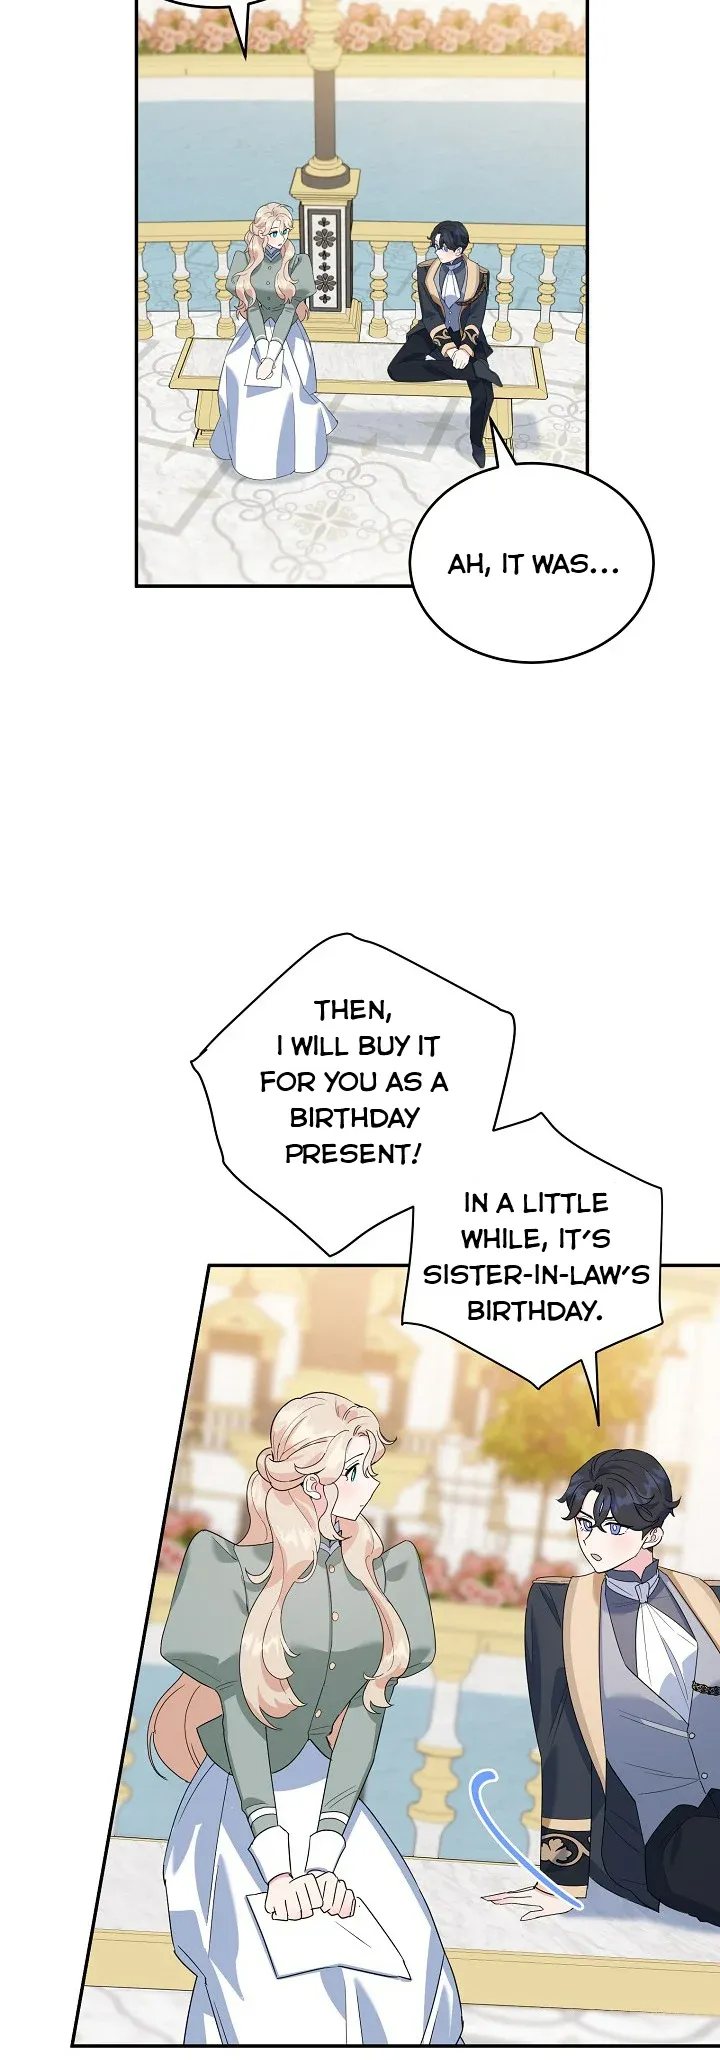 AH, IT WAS...
THEN,
I WILL BUY IT
FOR YOU AS A
BIRTHDAY
PRESENT!
IN A LITTLE
WHILE, IT'S
SISTER-IN-LAW'S
BIRTHDAY.